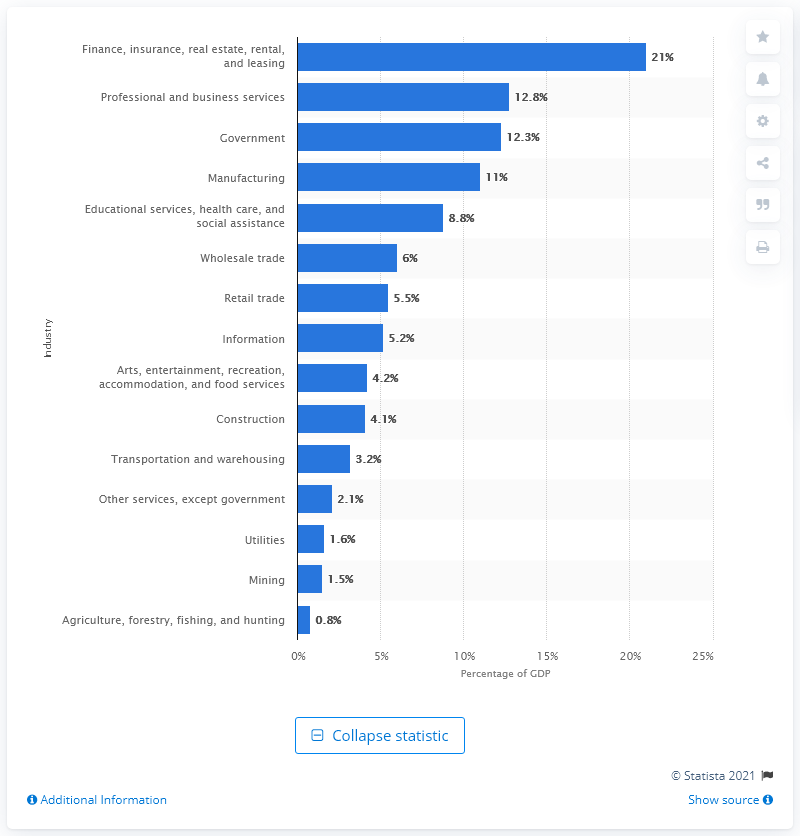 Finance, insurance, real estate, rental,
and leasing
21%
Professional and business services
12.8%
Government
12.3%
Manufacturing
11%
Educational services, health care, and
social assistance
8.8%
Wholesale trade
6%
Retail trade
5.5%
Information
5.2%
Arts, entertainment, recreation,
accommodation, and food services
4.2%
Construction
4.1%
Transportation and warehousing
3.2%
Other services, except government
2.1%
Utilities
1.6%
Mining
1.5%
Agriculture, forestry, fishing, and hunting
0.8%
Industry
0% 5% 10% 15% 20% 25%
Percentage of GDP
Collapse statistic
© Statista 2021
Additional Information
Show source